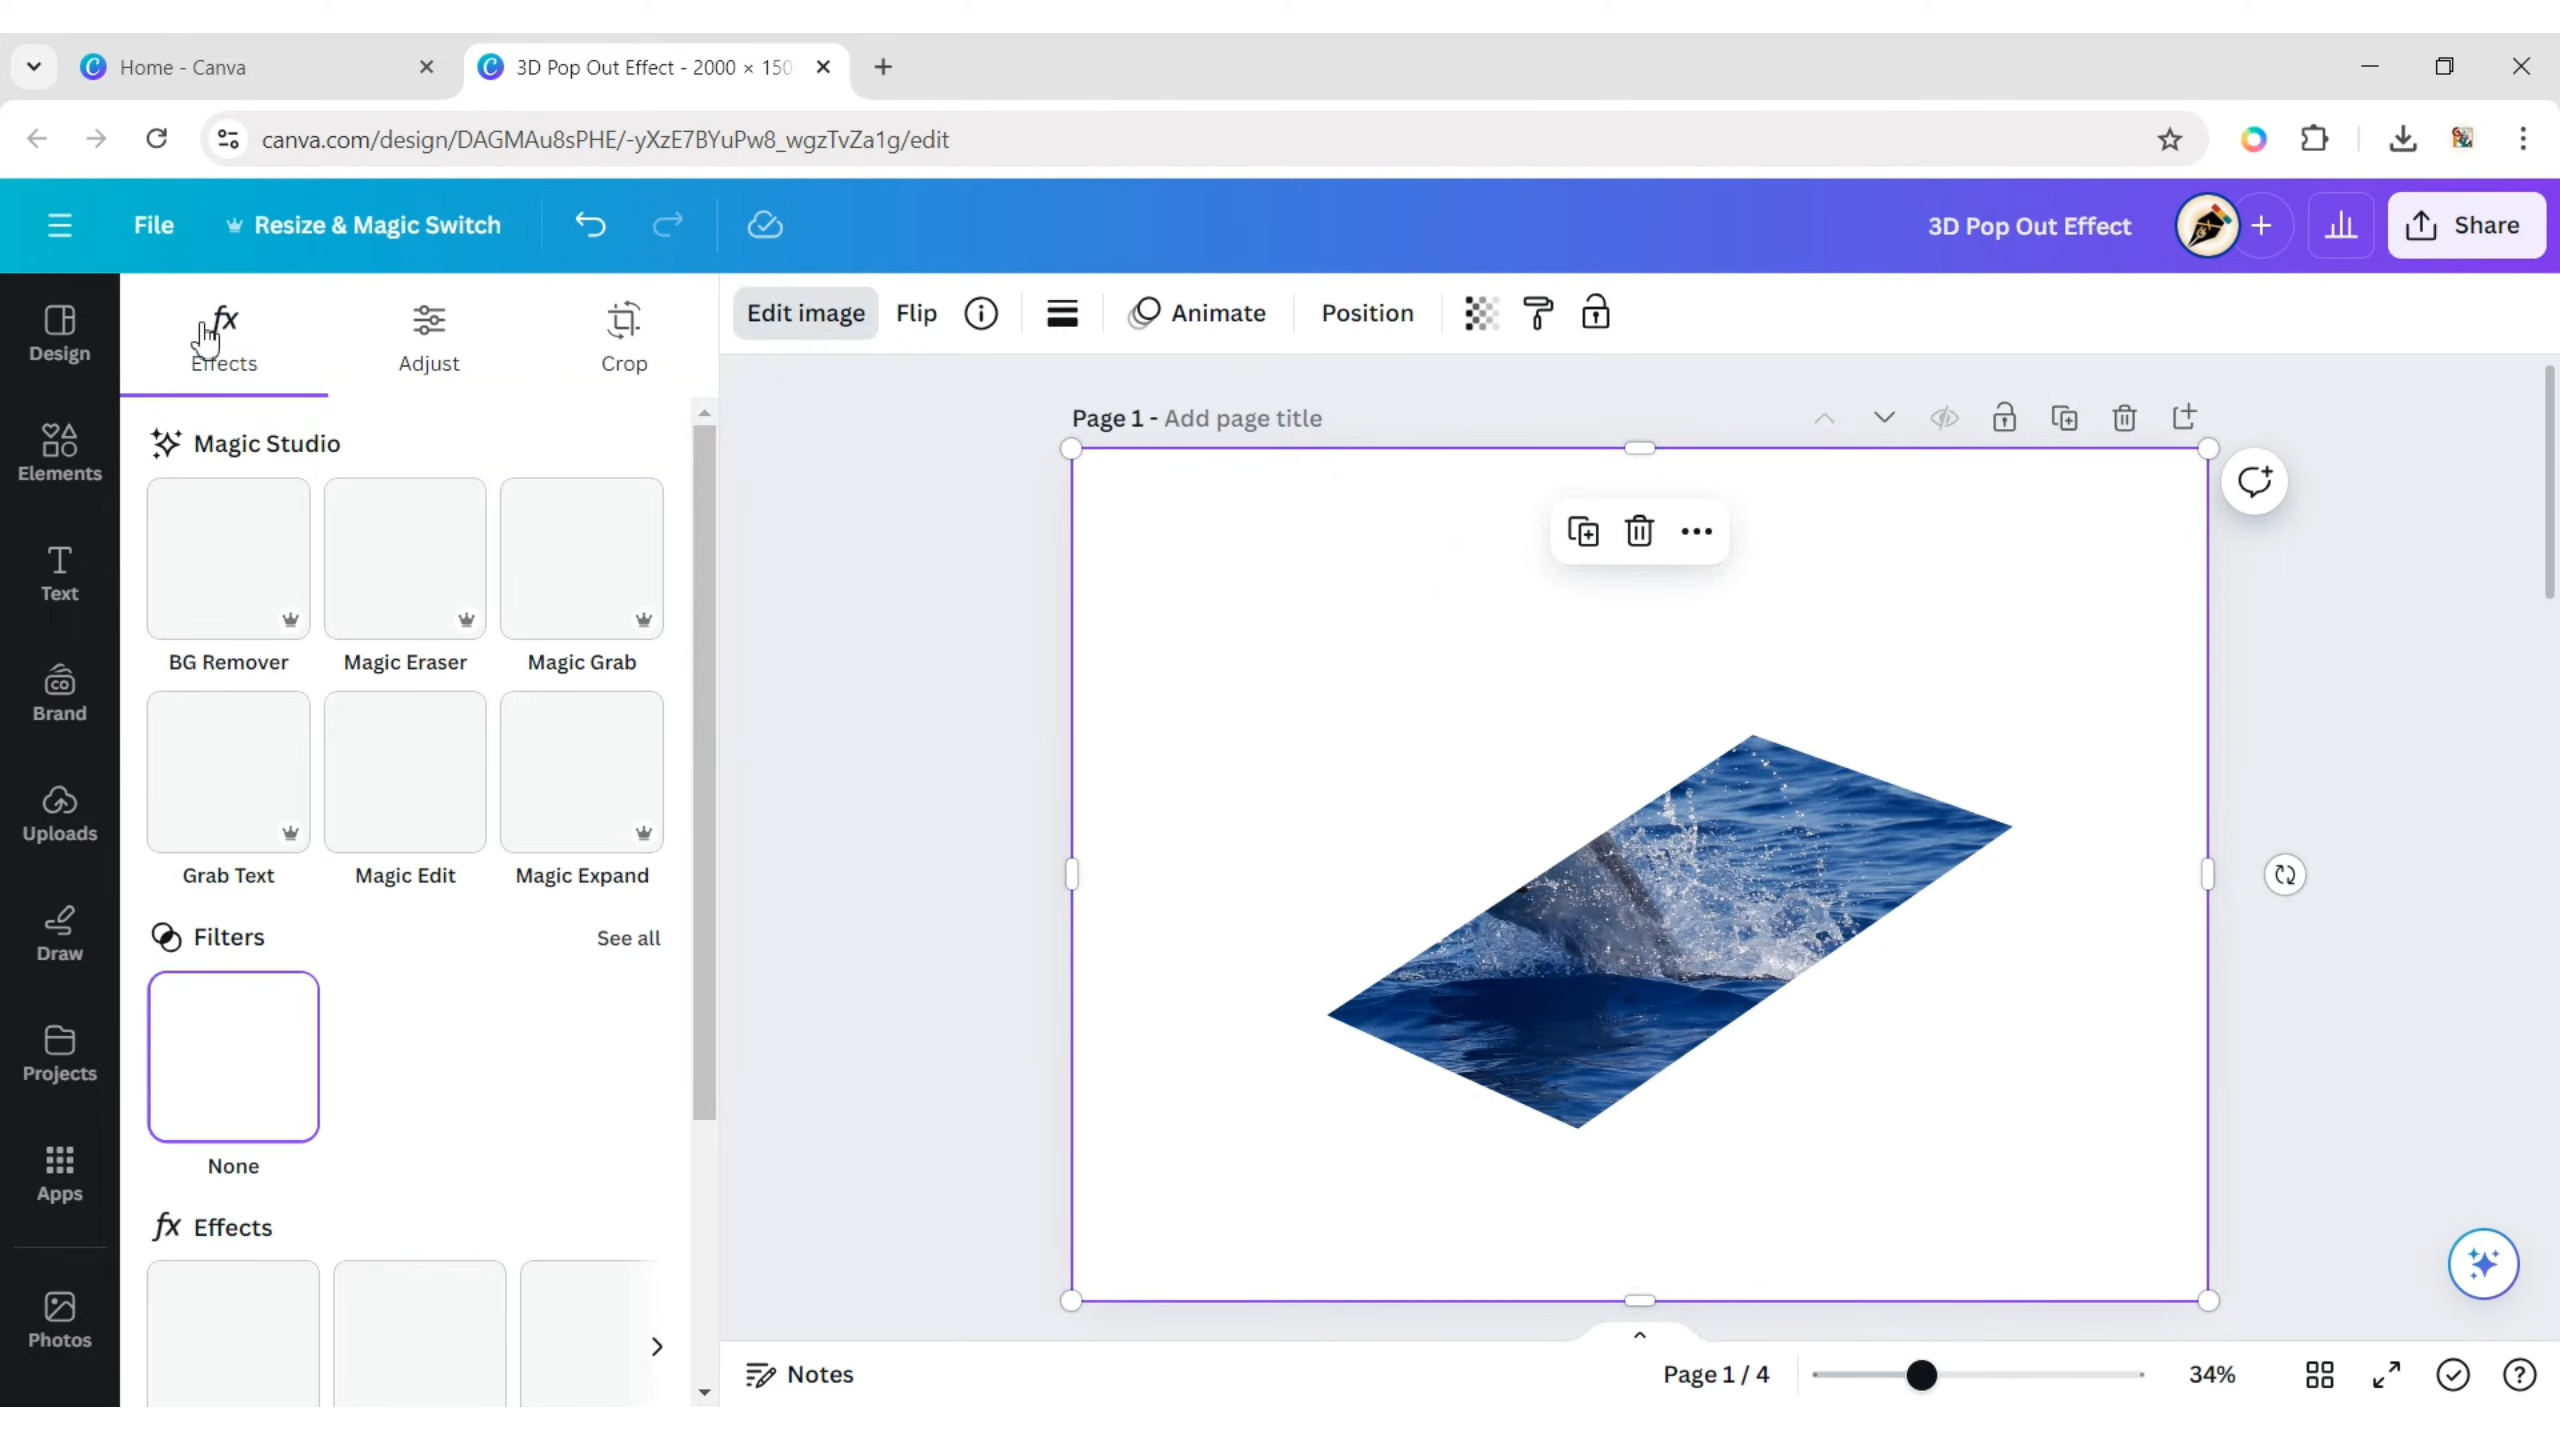 Home - Canva
3D Pop Out Effect - 2000 × 150
canva.com/design/DAGMAu8sPHE/-yXzE7BYuPw8_wgzTvZa1g/edit
File
Resize & Magic Switch
3D Pop Out Effect
Share
Design
Elements
Text
Brand
Uploads
Draw
Projects
Apps
Photos
Effects
Adjust
Crop
Magic Studio
BG Remover
Magic Eraser
Magic Grab
Grab Text
Magic Edit
Magic Expand
Filters
See all
None
fx Effects
Edit image
Flip
Animate
Position
Page 1 - Add page title
Notes
Page 1 / 4
34%